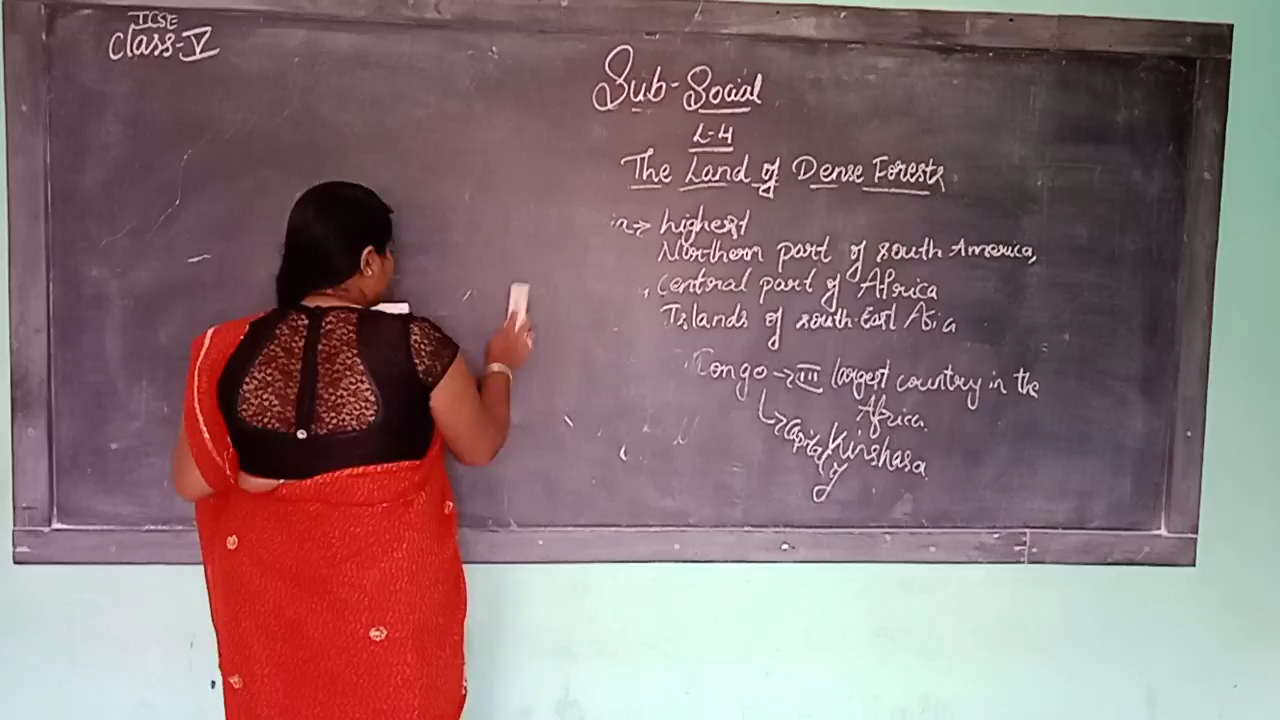 ICSE
Class-V
Sub-Social
L-4
The Land of Dense Forests
highest
Northern part of south America,
central part of Africa
Islands of south-East Asia
Congo → III largest country in the
Africa.
Capital
Kinshasa